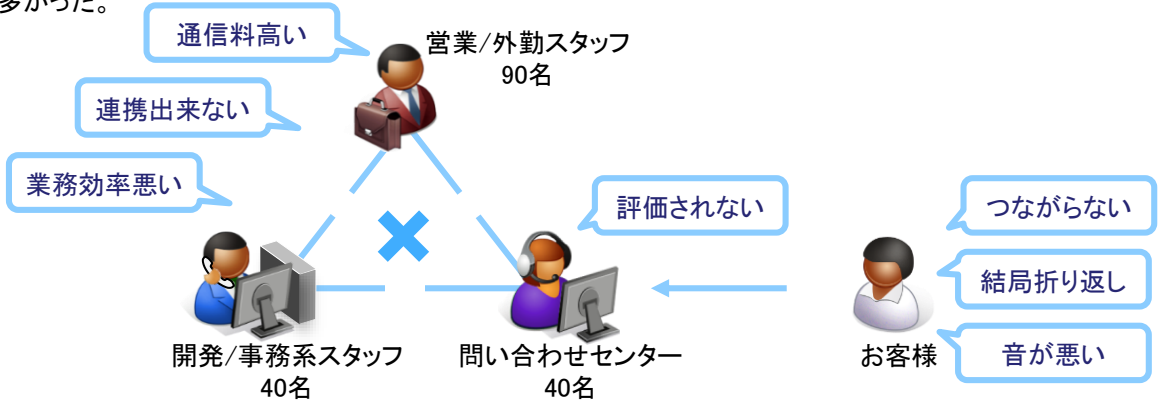 多かった。
通信料高い
営業/外勤スタッフ
90名
連携出来ない
業務効率悪い
評価されない
つながらない
結局折り返し
音が悪い
開発/事務系スタッフ
40名
問い合わせセンター
40名
お客様